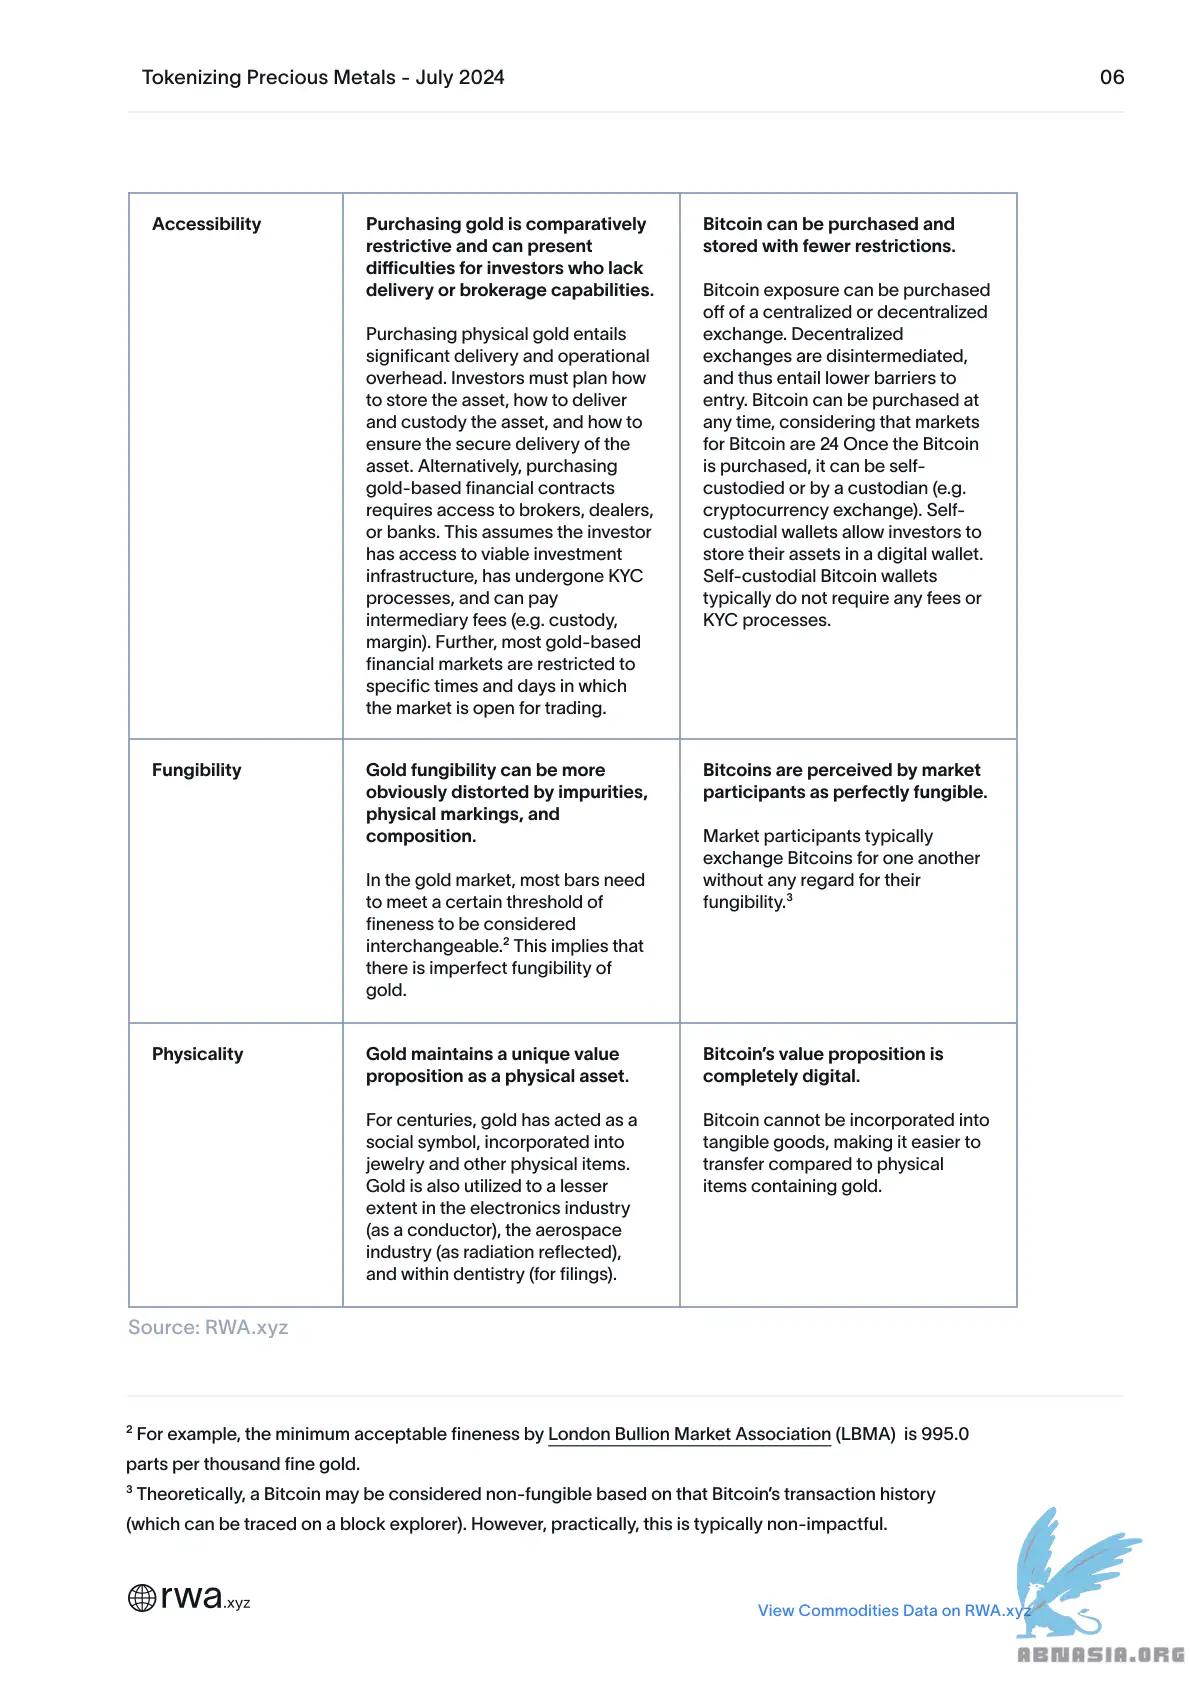 Tokenizing Precious Metals - July 2024
06
Accessibility
Purchasing gold is comparatively
restrictive and can present
difficulties for investors who lack
delivery or brokerage capabilities.
Purchasing physical gold entails
significant delivery and operational
overhead. Investors must plan how
to store the asset, how to deliver
and custody the asset, and how to
ensure the secure delivery of the
asset. Alternatively, purchasing
gold-based financial contracts
requires access to brokers, dealers,
or banks. This assumes the investor
has access to viable investment
infrastructure, has undergone KYC
processes, and can pay
intermediary fees (e.g. custody,
margin). Further, most gold-based
financial markets are restricted to
specific times and days in which
the market is open for trading.
Bitcoin can be purchased and
stored with fewer restrictions.
Bitcoin exposure can be purchased
off of a centralized or decentralized
exchange. Decentralized
exchanges are disintermediated,
and thus entail lower barriers to
entry. Bitcoin can be purchased at
any time, considering that markets
for Bitcoin are 24 Once the Bitcoin
is purchased, it can be self-
custodied or by a custodian (e.g.
cryptocurrency exchange). Self-
custodial wallets allow investors to
store their assets in a digital wallet.
Self-custodial Bitcoin wallets
typically do not require any fees or
KYC processes.
Fungibility
Gold fungibility can be more
obviously distorted by impurities,
physical markings, and
composition.
In the gold market, most bars need
to meet a certain threshold of
fineness to be considered
interchangeable.² This implies that
there is imperfect fungibility of
gold.
Bitcoins are perceived by market
participants as perfectly fungible.
Market participants typically
exchange Bitcoins for one another
without any regard for their
fungibility.³
Physicality
Gold maintains a unique value
proposition as a physical asset.
For centuries, gold has acted as a
social symbol, incorporated into
jewelry and other physical items.
Gold is also utilized to a lesser
extent in the electronics industry
(as a conductor), the aerospace
industry (as radiation reflected),
and within dentistry (for filings).
Bitcoin’s value proposition is
completely digital.
Bitcoin cannot be incorporated into
tangible goods, making it easier to
transfer compared to physical
items containing gold.
Source: RWA.xyz
² For example, the minimum acceptable fineness by London Bullion Market Association (LBMA) is 995.0
parts per thousand fine gold.
³ Theoretically, a Bitcoin may be considered non-fungible based on that Bitcoin’s transaction history
(which can be traced on a block explorer). However, practically, this is typically non-impactful.
rwa.xyz
View Commodities Data on RWA.xyz
ABNASIA.ORG